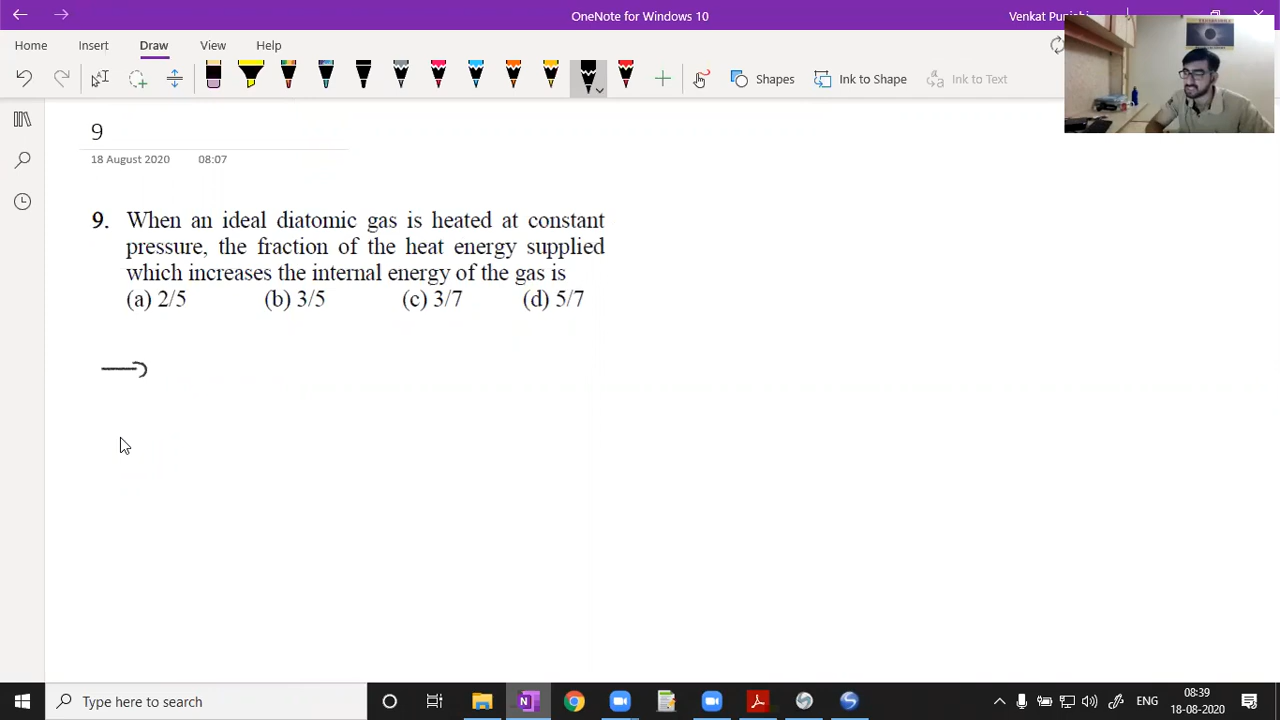 OneNote for Windows 10
Venkat Punjabi
Home Insert Draw View Help
Shapes Ink to Shape Ink to Text
9
18 August 2020 08:07
9. When an ideal diatomic gas is heated at constant
pressure, the fraction of the heat energy supplied
which increases the internal energy of the gas is
(a) 2/5 (b) 3/5 (c) 3/7 (d) 5/7
Type here to search
ENG
08:39
18-08-2020